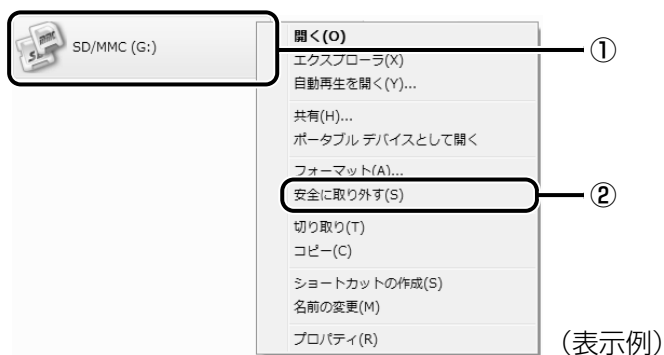 SD/MMC (G:)
開く(O)
エクスプローラ(X)
自動再生を開く(Y)...
共有(H)...
ポータブル デバイスとして開く
フォーマット(A)...
安全に取り外す(S)
切り取り(T)
コピー(C)
ショートカットの作成(S)
名前の変更(M)
プロパティ(R)
①
②
（表示例）